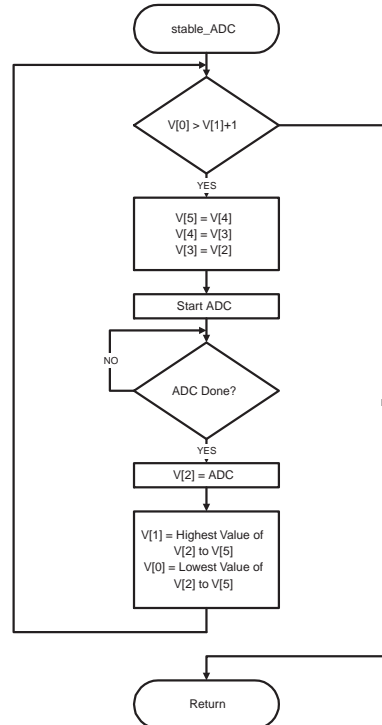 stable_ADC
V[0] > V[1]+1
YES
V[5] = V[4]
V[4] = V[3]
V[3] = V[2]
Start ADC
NO
ADC Done?
YES
V[2] = ADC
V[1] = Highest Value of
V[2] to V[5]
V[0] = Lowest Value of
V[2] to V[5]
Return